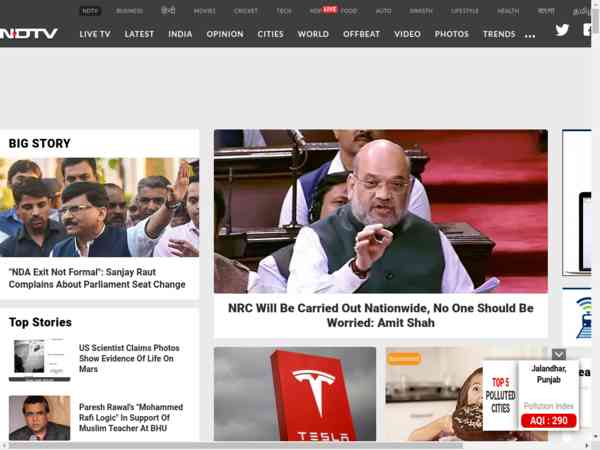 NDTV
BUSINESS
हिन्दी
MOVIES
CRICKET
TECH
HOP
LIVE
FOOD
AUTO
SWASTH
LIFESTYLE
HEALTH
বাংলা
NDTV
LIVE TV
LATEST
INDIA
OPINION
CITIES
WORLD
OFFBEAT
VIDEO
PHOTOS
TRENDS
...
BIG STORY
"NDA Exit Not Formal": Sanjay Raut
Complains About Parliament Seat Change
NRC Will Be Carried Out Nationwide, No One Should Be
Worried: Amit Shah
Top Stories
US Scientist Claims Photos
Show Evidence Of Life On
Mars
Paresh Rawal's "Mohammed
Rafi Logic" In Support Of
Muslim Teacher At BHU
TESLA
TOP 5
POLLUTED
CITIES
Jalandhar,
Punjab
Pollution Index
AQI : 290